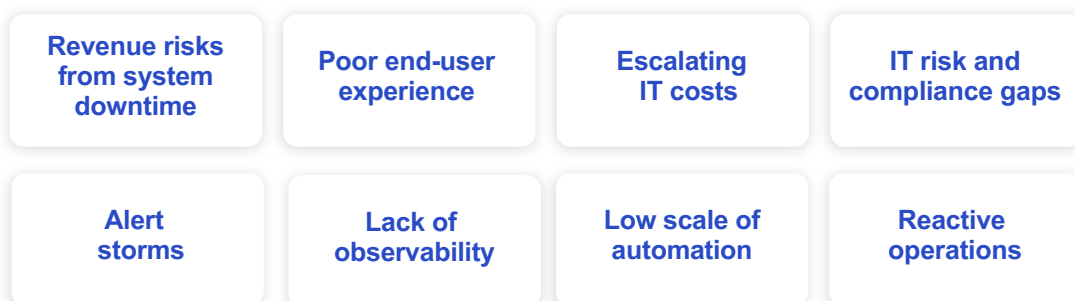 Revenue risks
from system
downtime
Poor end-user
experience
Escalating
IT costs
IT risk and
compliance gaps
Alert
storms
Lack of
observability
Low scale of
automation
Reactive
operations